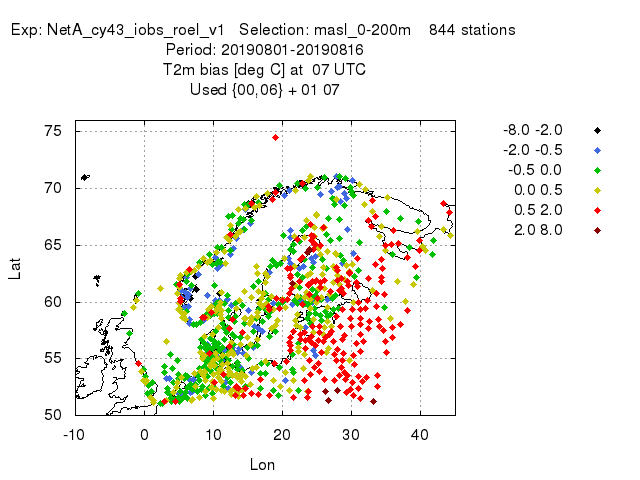 Exp: NetA_cy43_iobs_roel_v1   Selection: masl_0-200m    844 stations
Period: 20190801-20190816
T2m bias [deg C] at  07 UTC
Used {00,06} + 01 07
75
70
65
60
55
50
Lat
-10 0 10 20 30 40
Lon
-8.0 -2.0
-2.0 -0.5
-0.5 0.0
0.0 0.5
0.5 2.0
2.0 8.0